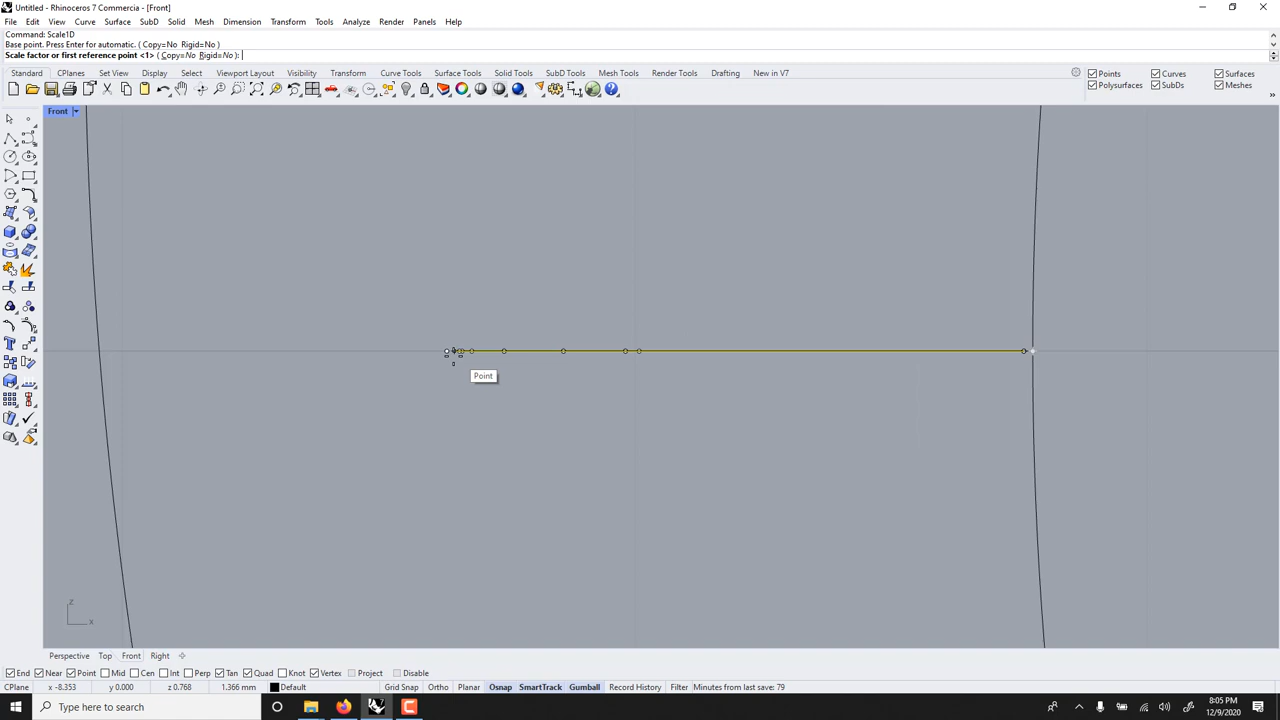 Untitled - Rhinoceros 7 Commercia - [Front]
File Edit View Curve Surface SubD Solid Mesh Dimension Transform Tools Analyze Render Panels Help
Command: Scale1D
Base point. Press Enter for automatic. ( Copy=No Rigid=No )
Scale factor or first reference point <1> ( Copy=No Rigid=No ):
Standard CPlanes Set View Display Select Viewport Layout Visibility Transform Curve Tools Surface Tools Solid Tools SubD Tools Mesh Tools Render Tools Drafting New in V7
Points Curves Surfaces
Polysurfaces SubDs Meshes
Front
Point
z
x
Perspective Top Front Right
End Near Point Mid Cen Int Perp Tan Quad Knot Vertex Project Disable
CPlane x -8.353 y 0.000 z 0.768 1.366 mm Default Grid Snap Ortho Planar Osnap SmartTrack Gumball Record History Filter Minutes from last save: 79
Type here to search
8:05 PM
12/9/2020